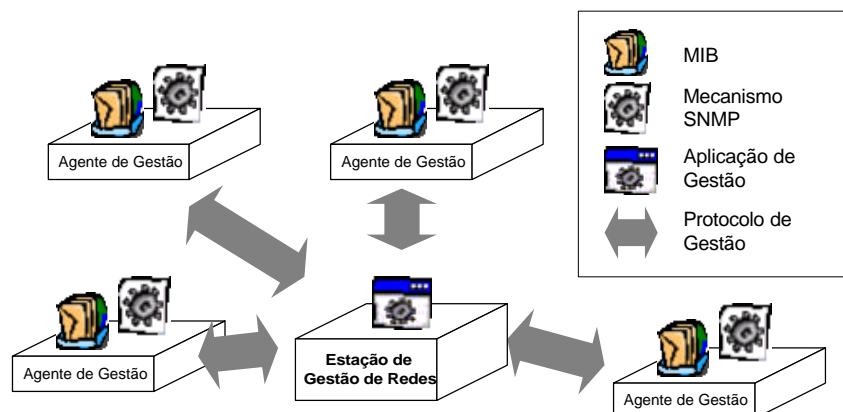 Agente de Gestão
Agente de Gestão
Agente de Gestão
Estação de
Gestão de Redes
Agente de Gestão
MIB
Mecanismo
SNMP
Aplicação de
Gestão
Protocolo de
Gestão